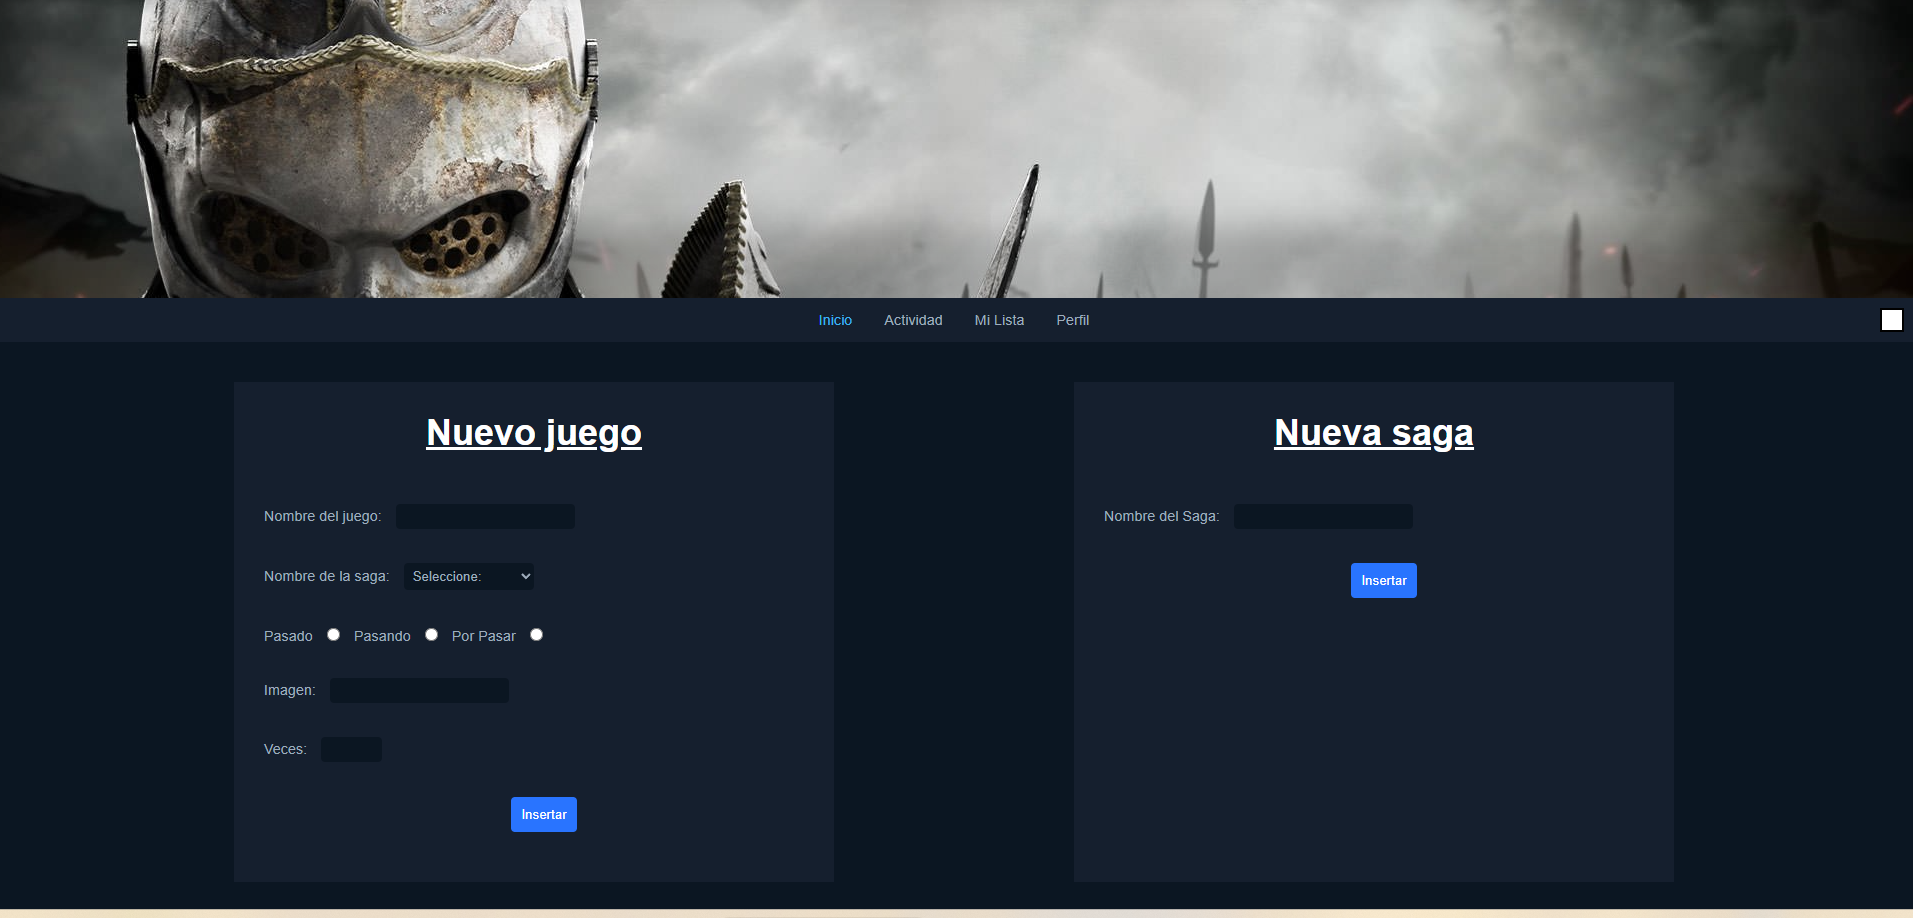 Inicio Actividad Mi Lista Perfil
Nuevo juego
Nombre del juego:
Nombre de la saga: Seleccione:
Pasado Pasando Por Pasar
Imagen:
Veces:
Insertar
Nueva saga
Nombre del Saga:
Insertar